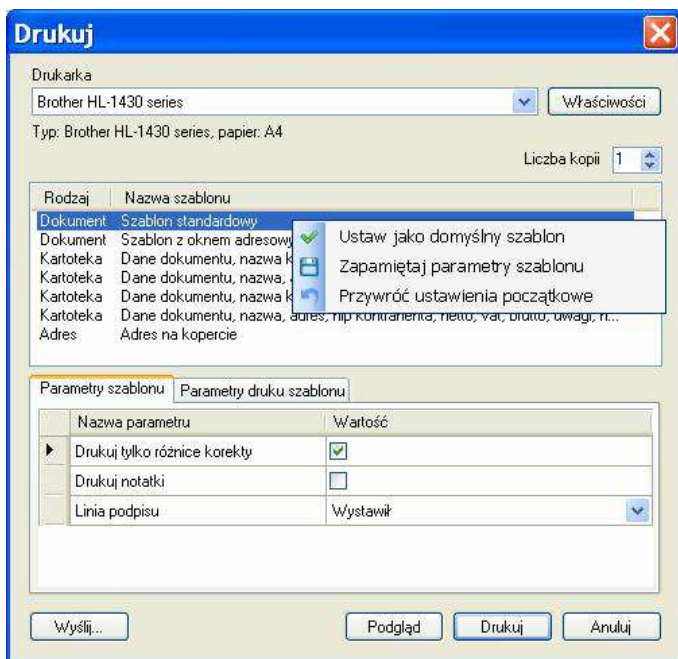 Drukuj
Drukarka
Brother HL-1430 series
Właściwości
Typ: Brother HL-1430 series, papier: A4
Liczba kopii 1
Rodzaj Nazwa szablonu
Dokument Szablon standardowy
Dokument Szablon z oknem adresowy
Kartoteka Dane dokumentu, nazwa k
Kartoteka Dane dokumentu, nazwa,
Kartoteka Dane dokumentu, nazwa k
Kartoteka Dane dokumentu, nazwa, adres, nip kontrahenta, netto, vat, brutto, uwagi, n...
Adres Adres na kopercie
Ustaw jako domyślny szablon
Zapamiętaj parametry szablonu
Przywróć ustawienia początkowe
Parametry szablonu Parametry druku szablonu
Nazwa parametru Wartość
Drukuj tylko różnice korekty
Drukuj notatki
Linia podpisu Wystawił
Wyślij... Podgląd Drukuj Anuluj